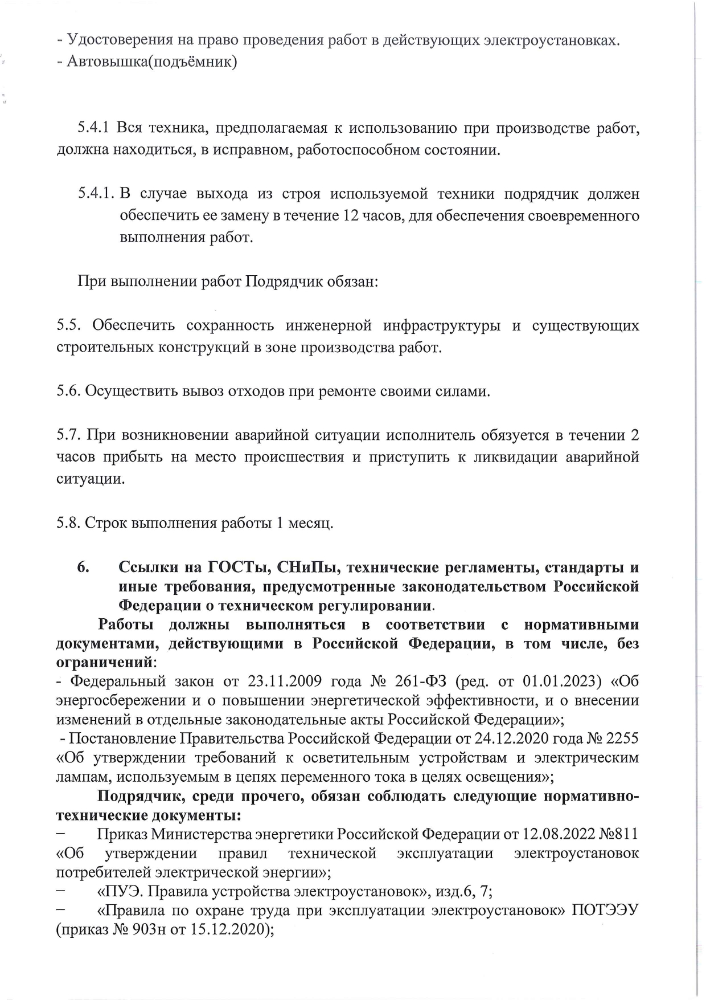 - Удостоверения на право проведения работ в действующих электроустановках.
- Автовышка(подъёмник)
5.4.1 Вся техника, предполагаемая к использованию при производстве работ,
должна находиться, в исправном, работоспособном состоянии.
5.4.1. В случае выхода из строя используемой техники подрядчик должен
обеспечить ее замену в течение 12 часов, для обеспечения своевременного
выполнения работ.
При выполнении работ Подрядчик обязан:
5.5. Обеспечить сохранность инженерной инфраструктуры и существующих
строительных конструкций в зоне производства работ.
5.6. Осуществить вывоз отходов при ремонте своими силами.
5.7. При возникновении аварийной ситуации исполнитель обязуется в течении 2
часов прибыть на место происшествия и приступить к ликвидации аварийной
ситуации.
5.8. Строк выполнения работы 1 месяц.
6. Ссылки на ГОСТы, СНиПы, технические регламенты, стандарты и
иные требования, предусмотренные законодательством Российской
Федерации о техническом регулировании.
Работы должны выполняться в соответствии с нормативными
документами, действующими в Российской Федерации, в том числе, без
ограничений:
- Федеральный закон от 23.11.2009 года № 261-ФЗ (ред. от 01.01.2023) «Об
энергосбережении и о повышении энергетической эффективности, и о внесении
изменений в отдельные законодательные акты Российской Федерации»;
- Постановление Правительства Российской Федерации от 24.12.2020 года № 2255
«Об утверждении требований к осветительным устройствам и электрическим
лампам, используемым в цепях переменного тока в целях освещения»;
Подрядчик, среди прочего, обязан соблюдать следующие нормативно-
технические документы:
− Приказ Министерства энергетики Российской Федерации от 12.08.2022 №811
«Об утверждении правил технической эксплуатации электроустановок
потребителей электрической энергии»;
− «ПУЭ. Правила устройства электроустановок», изд.6, 7;
− «Правила по охране труда при эксплуатации электроустановок» ПОТЭЭУ
(приказ № 903н от 15.12.2020);